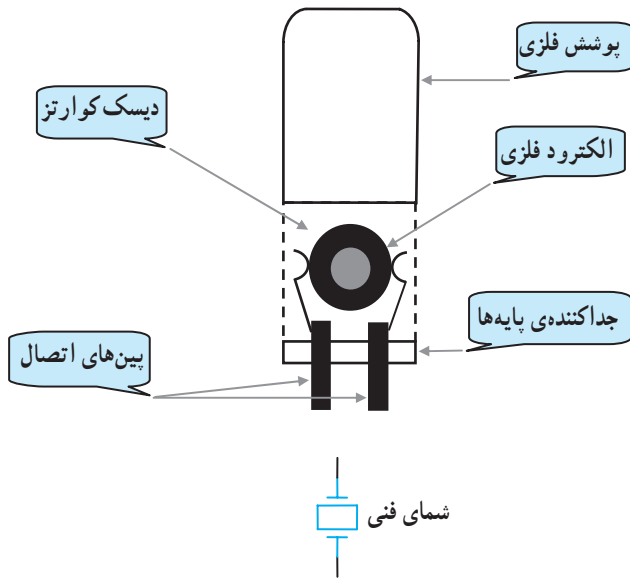 پوشش فلزی
دیسک کوارتز
الکترود فلزی
جداکننده‌ی پایه‌ها
پین‌های اتصال
شمای فنی